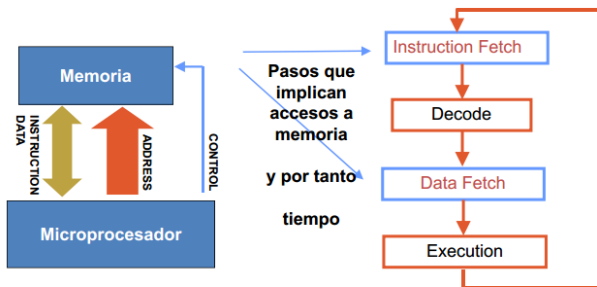 Memoria
INSTRUCTION
DATA
ADDRESS
CONTROL
Microprocesador
Pasos que
implican
accesos a
memoria
y por tanto
tiempo
Instruction Fetch
Decode
Data Fetch
Execution